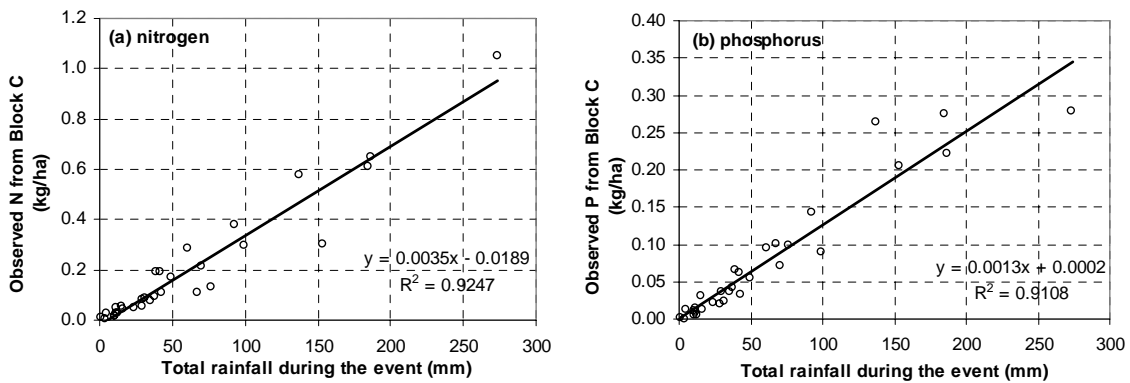 (a) nitrogen
Observed N from Block C
(kg/ha)
1.2
1.0
0.8
0.6
0.4
0.2
0.0
y = 0.0035x - 0.0189
R² = 0.9247
0 50 100 150 200 250 300
Total rainfall during the event (mm)
(b) phosphorus
Observed P from Block C
(kg/ha)
0.40
0.35
0.30
0.25
0.20
0.15
0.10
0.05
0.00
y = 0.0013x + 0.0002
R² = 0.9108
0 50 100 150 200 250 300
Total rainfall during the event (mm)